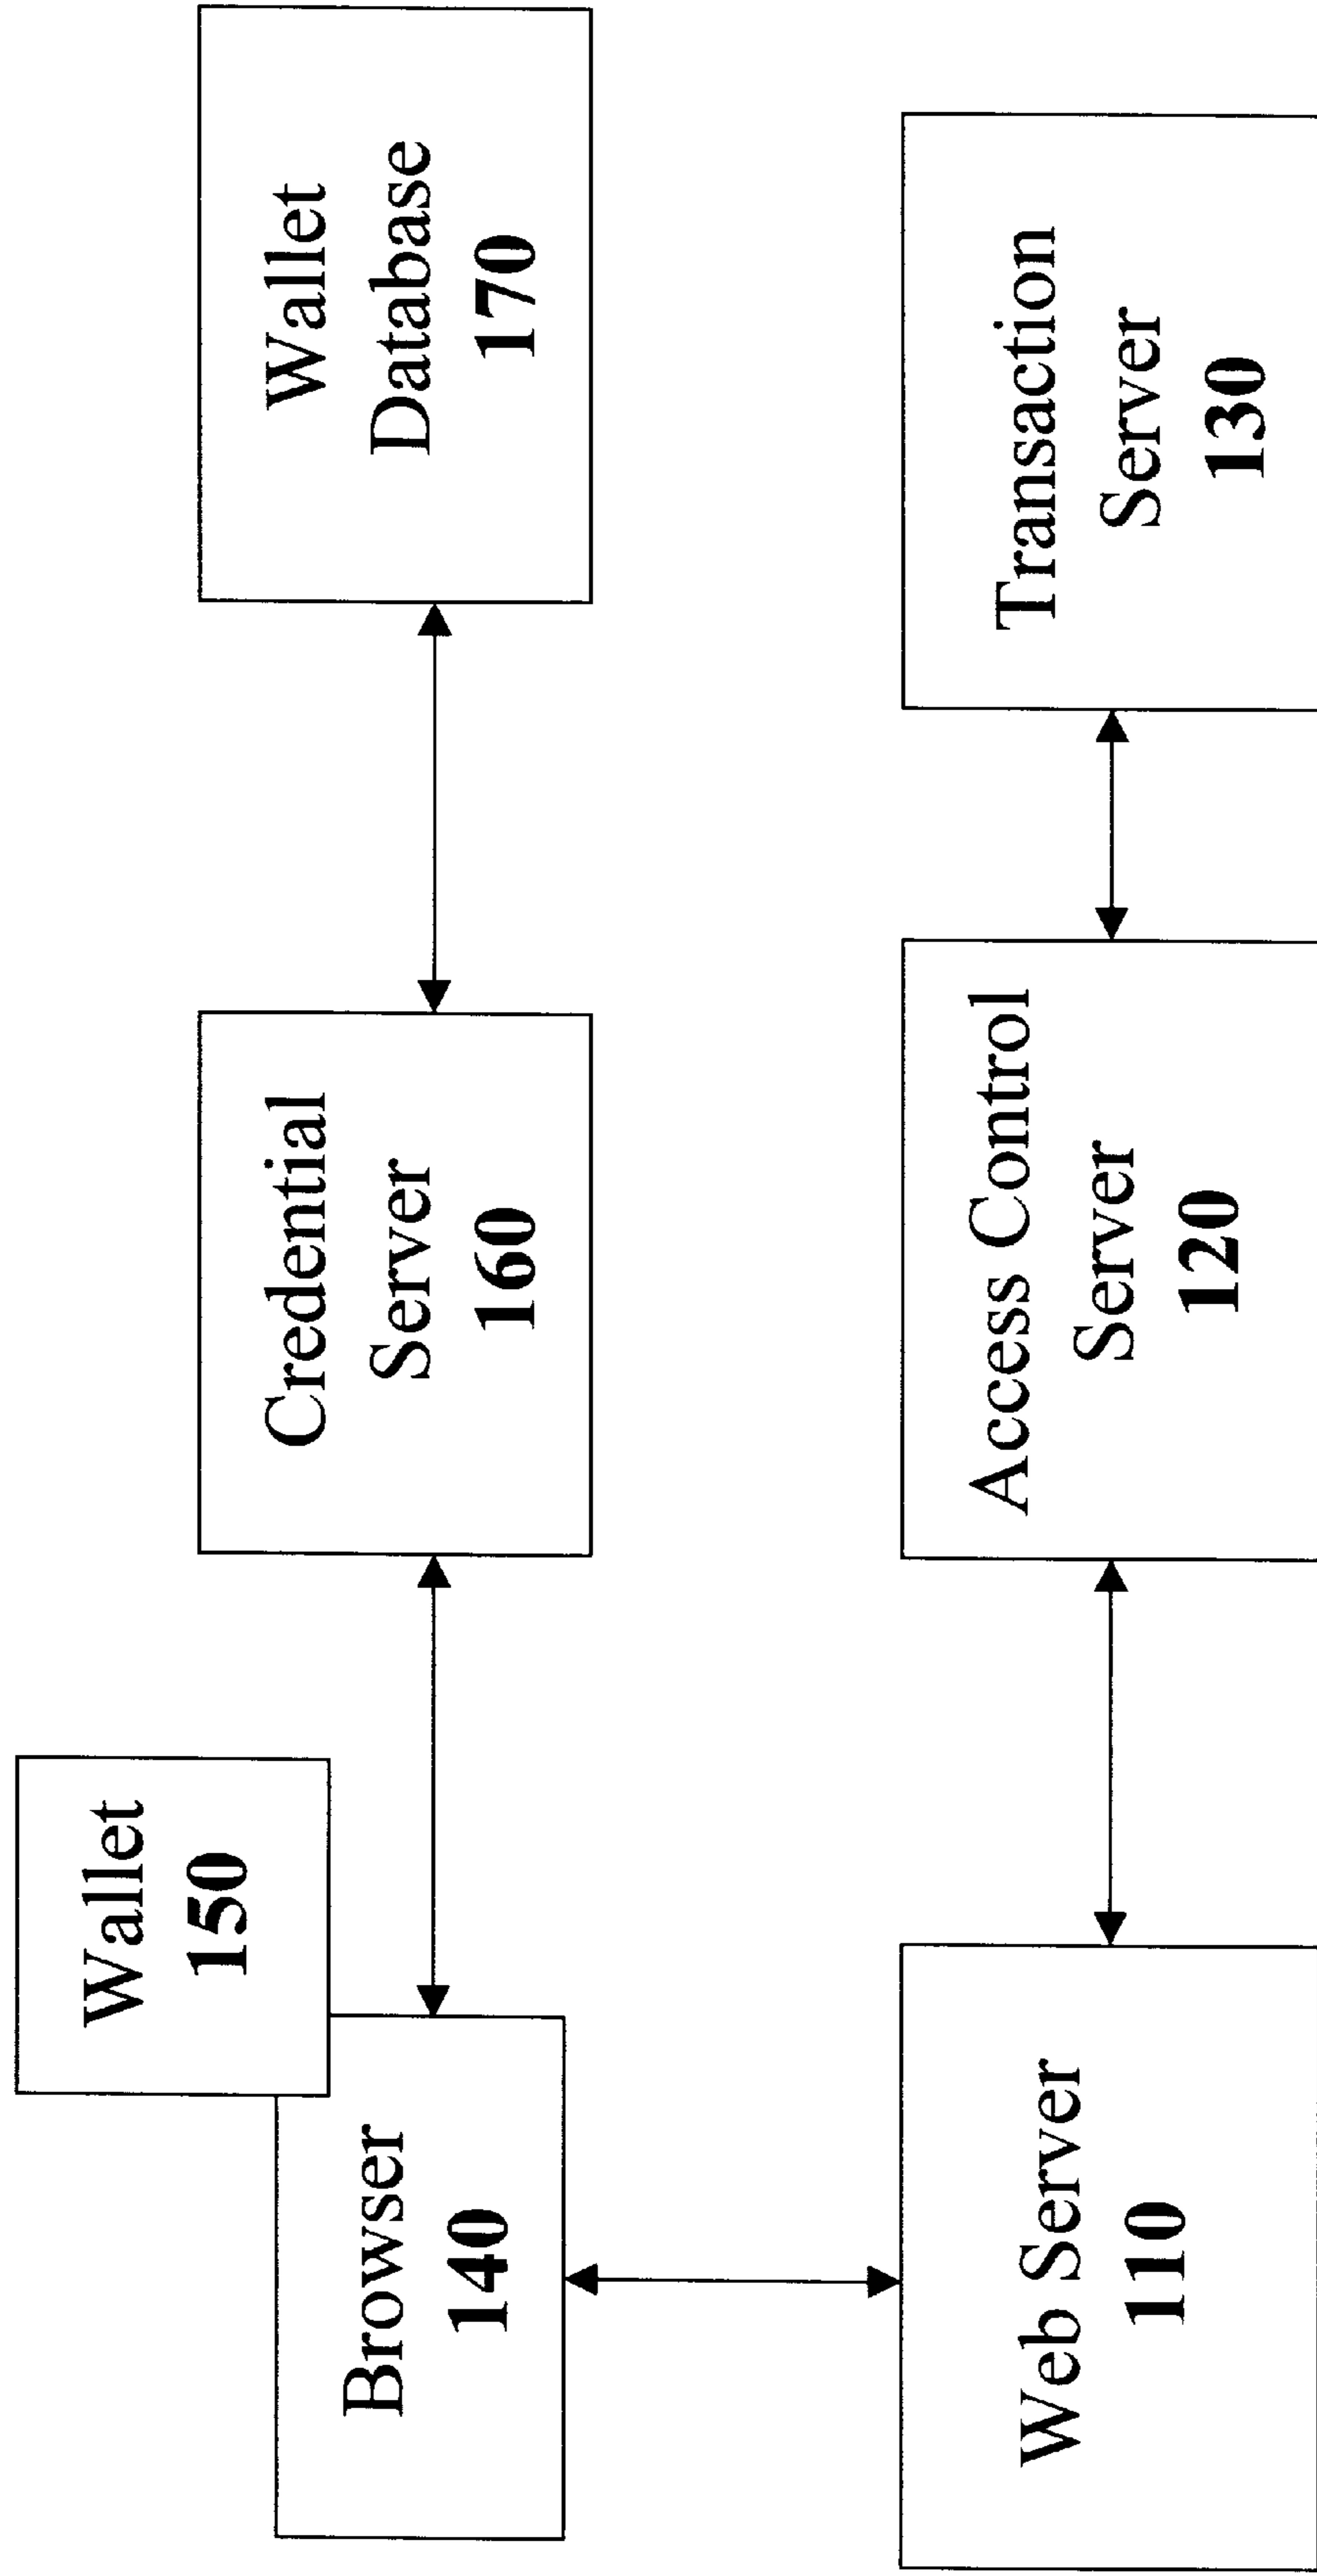 Wallet
150
Browser
140
Credential
Server
160
Wallet
Database
170
Web Server
110
Access Control
Server
120
Transaction
Server
130